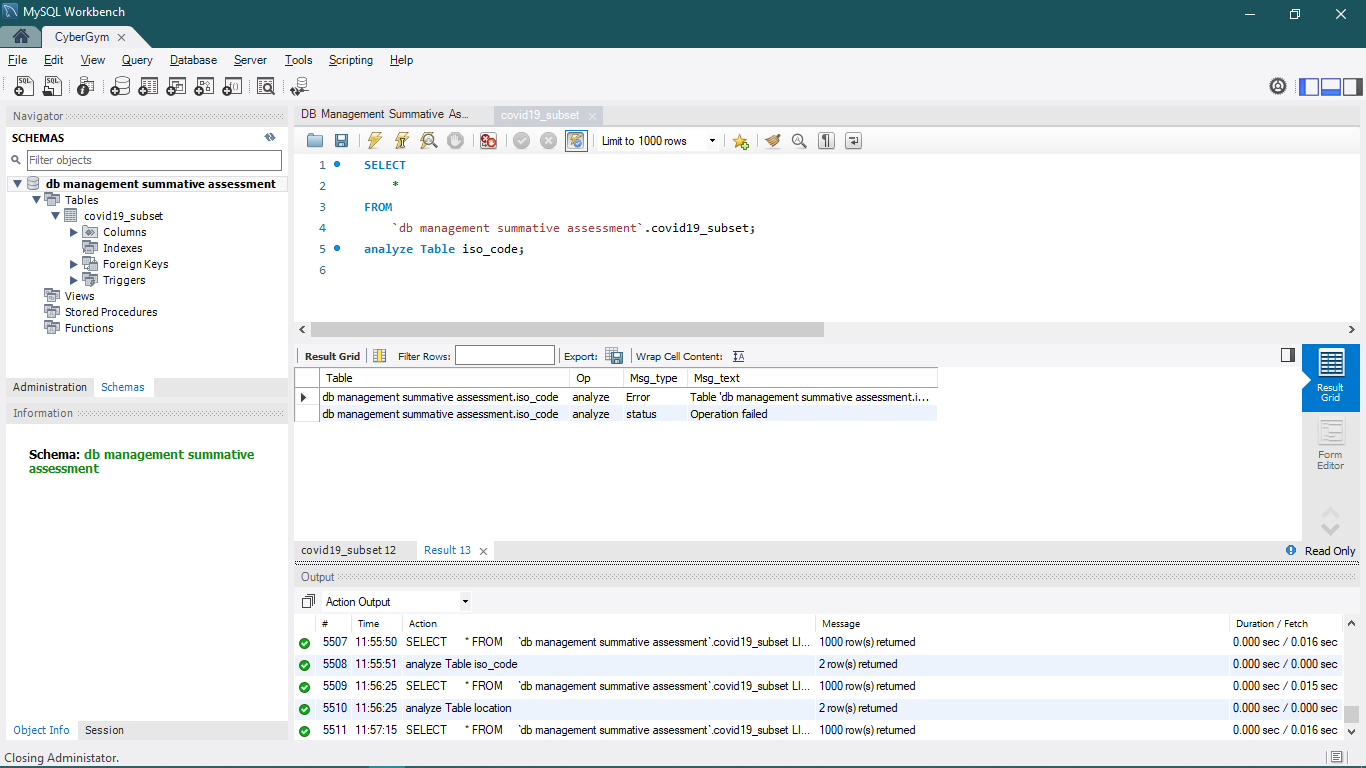 MySQL Workbench
CyberGym
File Edit View Query Database Server Tools Scripting Help
SQL SQL
Navigator
SCHEMAS
Filter objects
db management summative assessment
Tables
covid19_subset
Columns
Indexes
Foreign Keys
Triggers
Views
Stored Procedures
Functions
Administration Schemas
Information
Schema: db management summative
assessment
Object Info Session
DB Management Summative As... covid19_subset
Limit to 1000 rows
1 SELECT
2 *
3 FROM
4 `db management summative assessment`.covid19_subset;
5 analyze Table iso_code;
6
Result Grid Filter Rows: Export: Wrap Cell Content:
Table Op Msg_type Msg_text
db management summative assessment.iso_code analyze Error Table 'db management summative assessment.i...
db management summative assessment.iso_code analyze status Operation failed
Result
Grid
Form
Editor
covid19_subset 12 Result 13 Read Only
Output
Action Output
# Time Action Message Duration / Fetch
5507 11:55:50 SELECT * FROM `db management summative assessment`.covid19_subset LI... 1000 row(s) returned 0.000 sec / 0.016 sec
5508 11:55:51 analyze Table iso_code 2 row(s) returned 0.000 sec / 0.000 sec
5509 11:56:25 SELECT * FROM `db management summative assessment`.covid19_subset LI... 1000 row(s) returned 0.000 sec / 0.015 sec
5510 11:56:25 analyze Table location 2 row(s) returned 0.000 sec / 0.000 sec
5511 11:57:15 SELECT * FROM `db management summative assessment`.covid19_subset LI... 1000 row(s) returned 0.000 sec / 0.016 sec
Closing Administator.